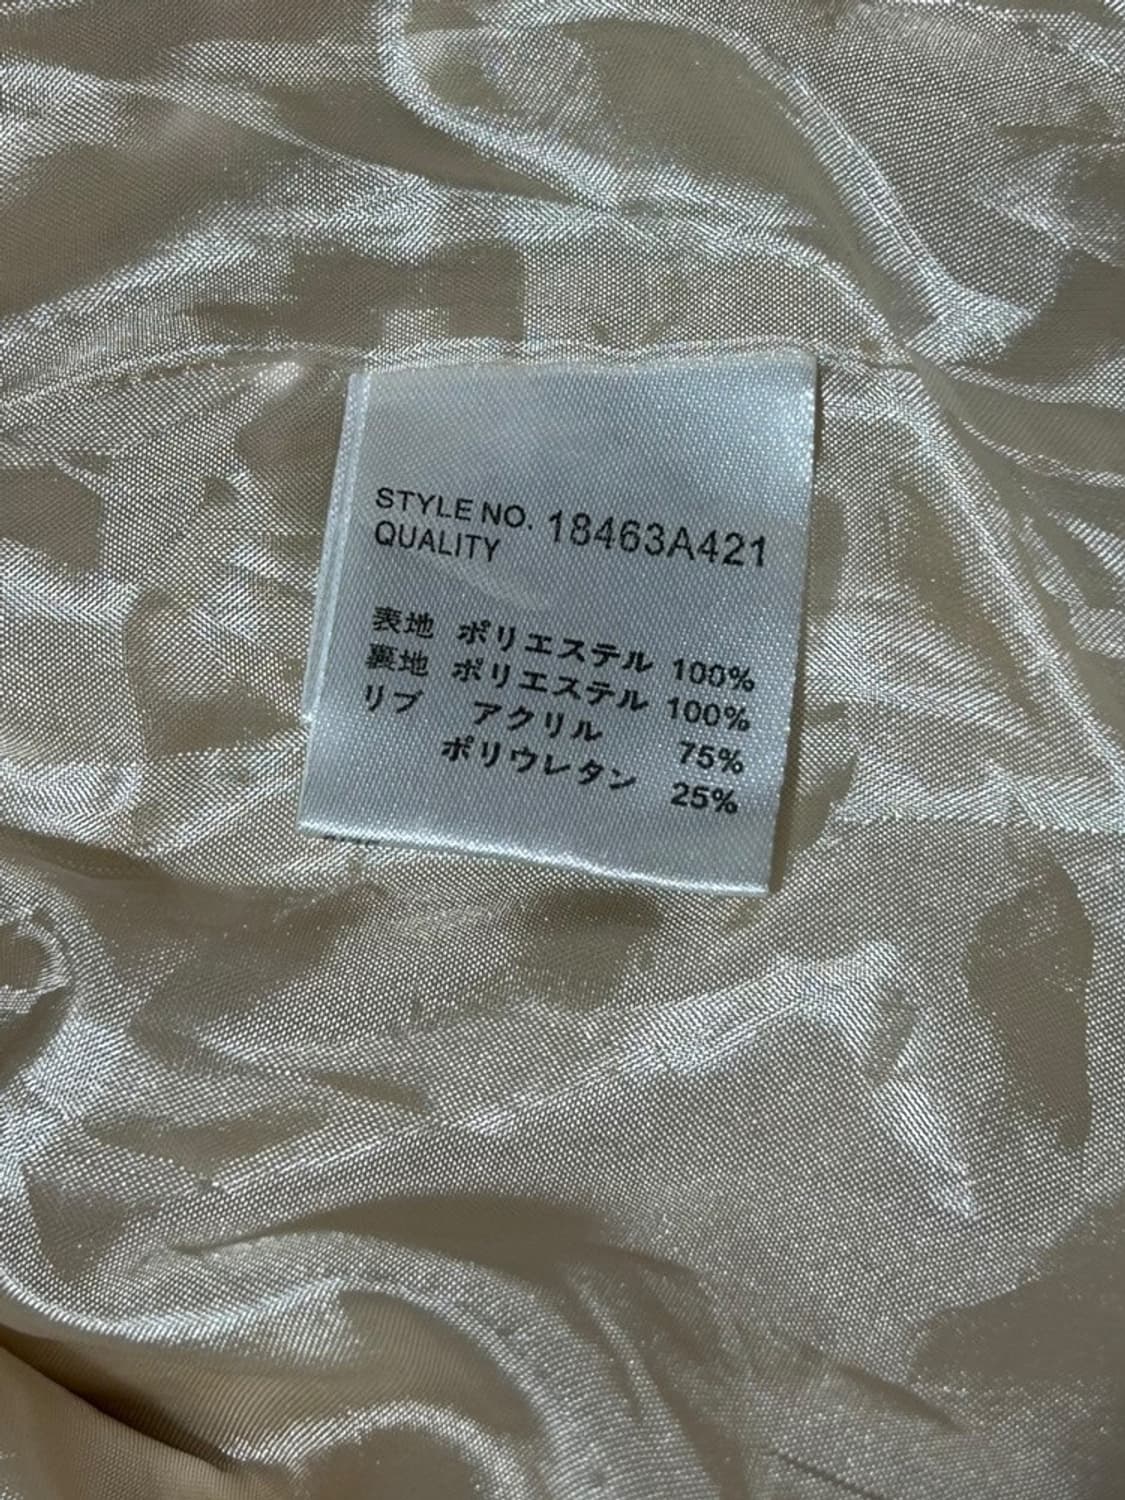 STYLE NO. 18463A421
QUALITY
表地 ポリエステル 100%
裏地 ポリエステル 100%
リブ アクリル 75%
ポリウレタン 25%